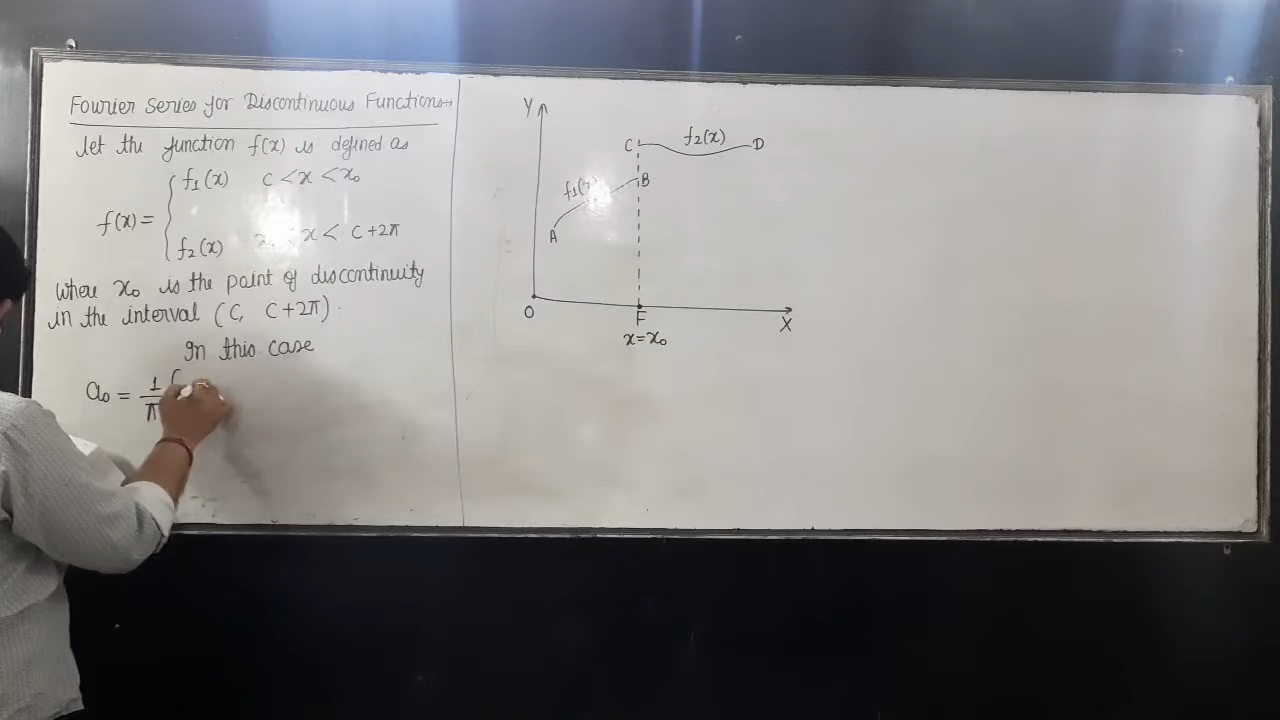 Fourier Series for Discontinuous Functions→
let the function f(x) is defined as
f(x) = { f₁(x) c < x < x₀
f₂(x) x < c+2π
where x₀ is the point of discontinuity
in the interval (c, c+2π).
In this case
a₀ = 1/π ∫
Y
C f₂(x) D
f₁(x) B
A
O F X
x=x₀